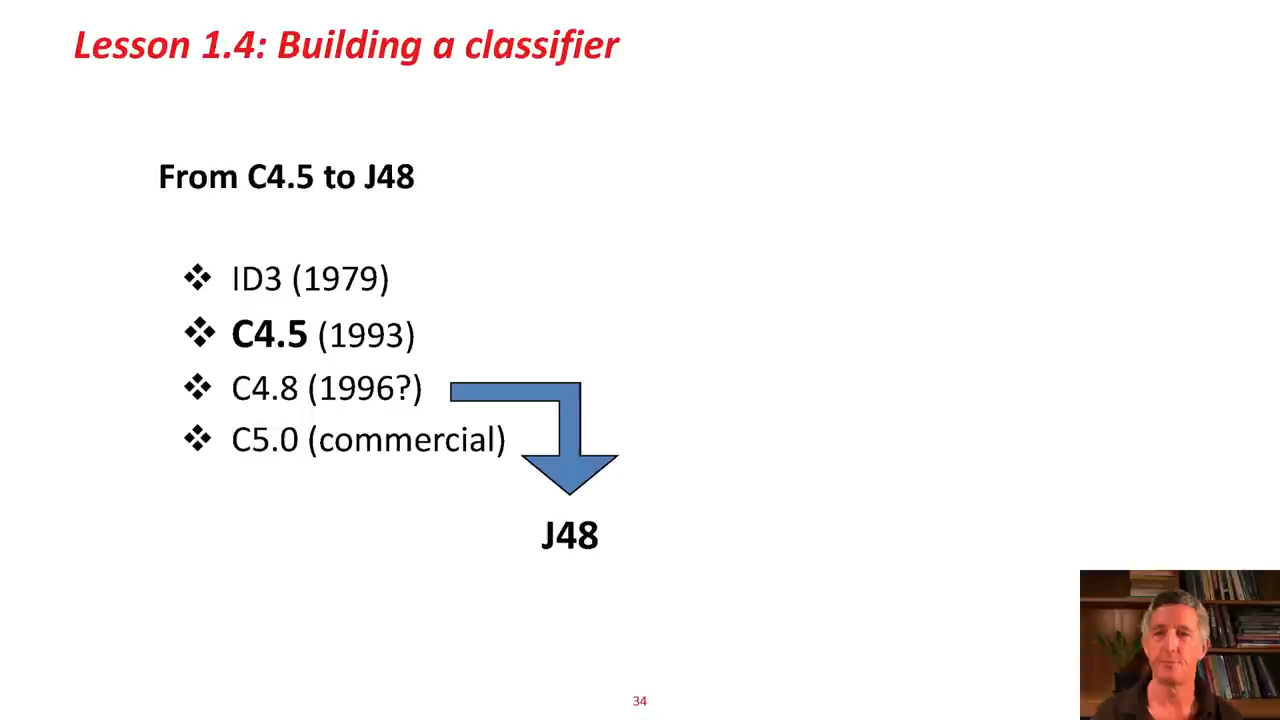 Lesson 1.4: Building a classifier
From C4.5 to J48
❖ ID3 (1979)
❖ C4.5 (1993)
❖ C4.8 (1996?)
❖ C5.0 (commercial)
J48
34